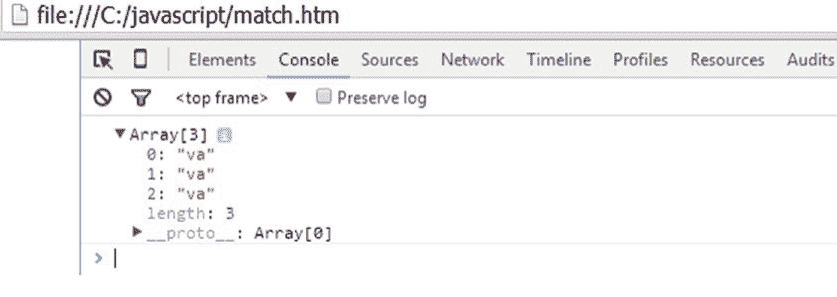 file:///C:/javascript/match.htm
Elements Console Sources Network Timeline Profiles Resources Audits
<top frame> ▼ Preserve log
▼Array[3] i
0: "va"
1: "va"
2: "va"
length: 3
▶__proto__: Array[0]
>